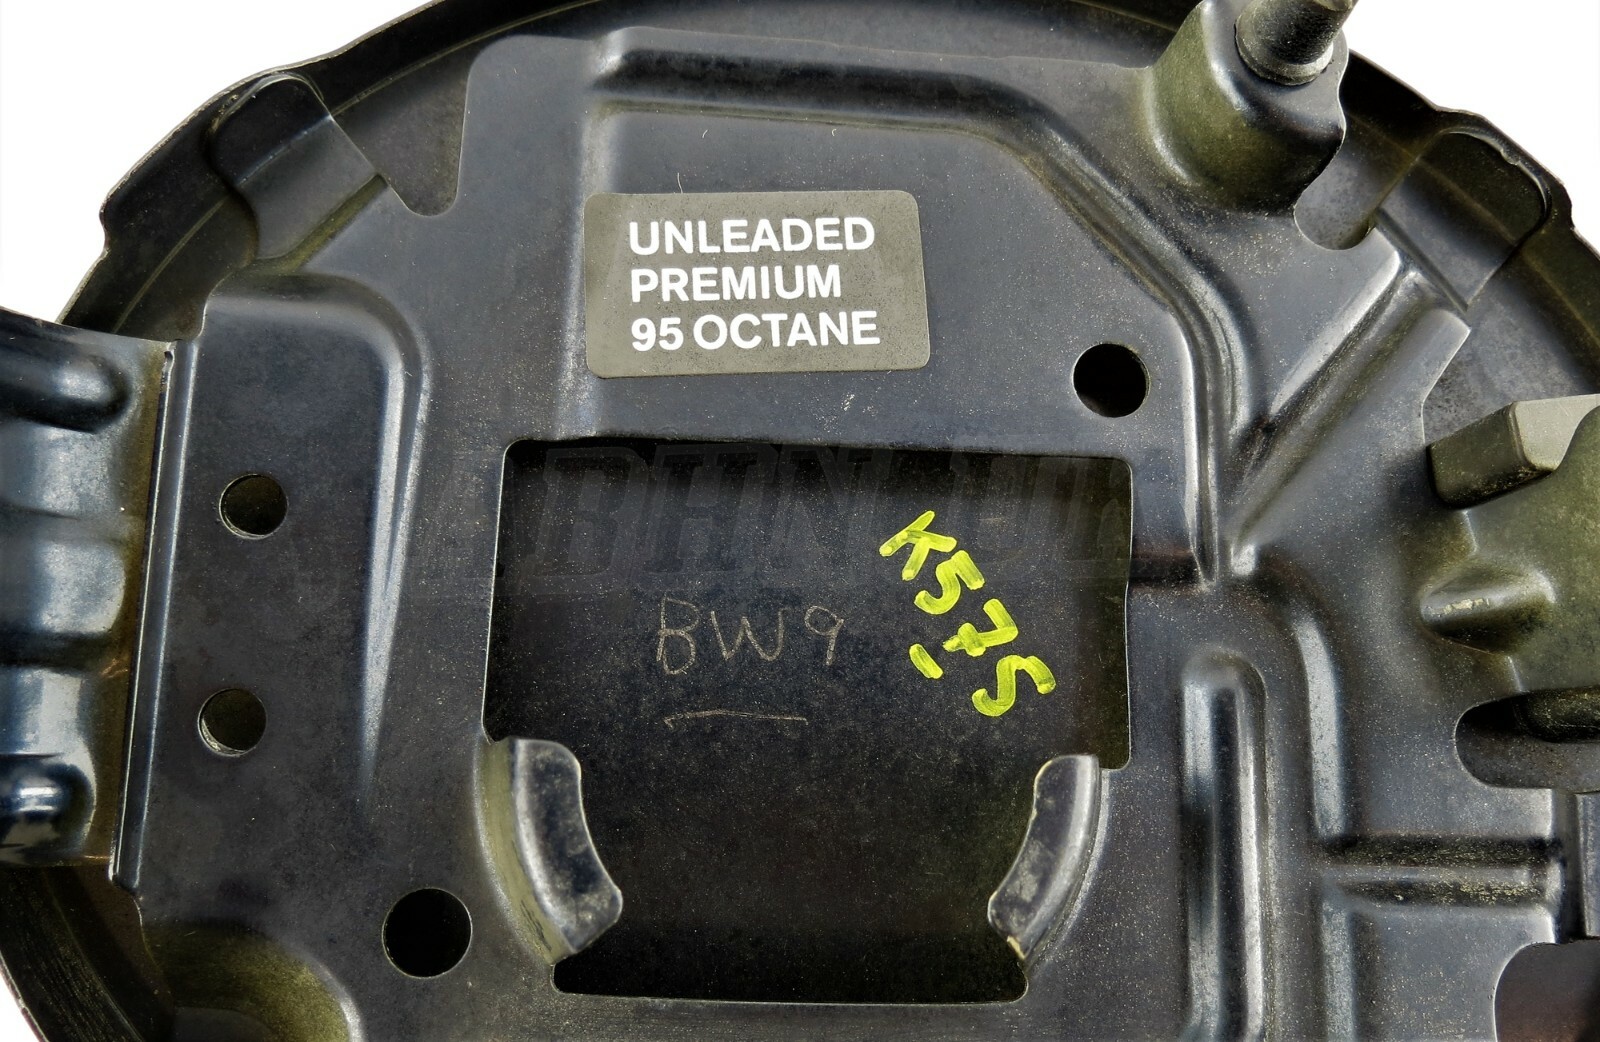 UNLEADED
PREMIUM
95 OCTANE
K575
BW9